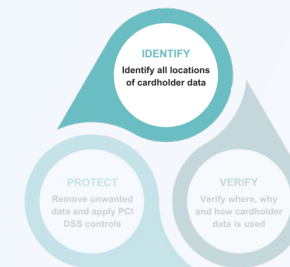 IDENTIFY
Identify all locations
of cardholder data
PROTECT
Remove unwanted
data and apply PCI
DSS controls
VERIFY
Verify where, why
and how cardholder
data is used